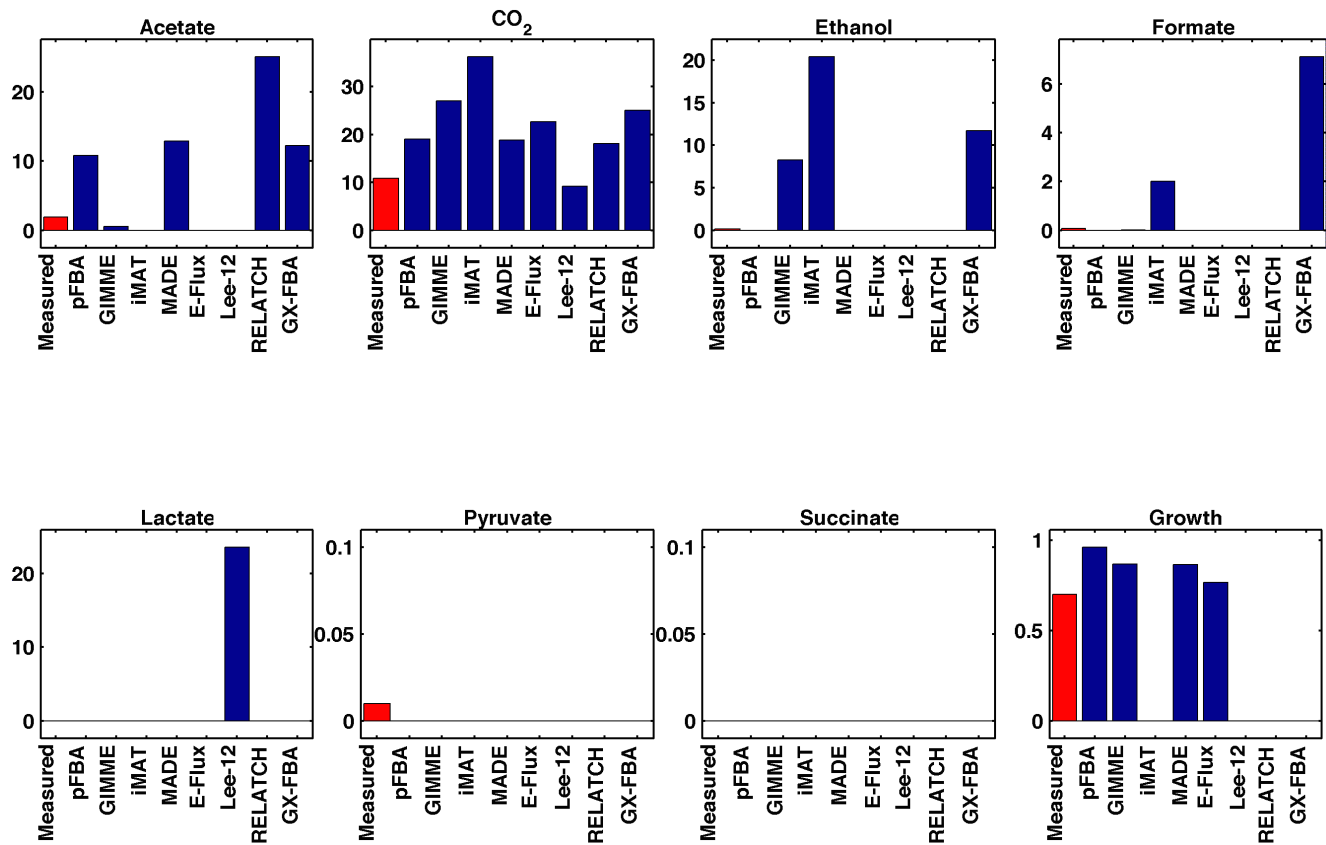 Acetate
20
10
0
Measured
pFBA
GIMME
iMAT
MADE
E-Flux
Lee-12
RELATCH
GX-FBA
CO2
30
20
10
0
Measured
pFBA
GIMME
iMAT
MADE
E-Flux
Lee-12
RELATCH
GX-FBA
Ethanol
20
15
10
5
0
Measured
pFBA
GIMME
iMAT
MADE
E-Flux
Lee-12
RELATCH
GX-FBA
Formate
6
4
2
0
Measured
pFBA
GIMME
iMAT
MADE
E-Flux
Lee-12
RELATCH
GX-FBA
Lactate
20
10
0
Measured
pFBA
GIMME
iMAT
MADE
E-Flux
Lee-12
RELATCH
GX-FBA
Pyruvate
0.1
0.05
0
Measured
pFBA
GIMME
iMAT
MADE
E-Flux
Lee-12
RELATCH
GX-FBA
Succinate
0.1
0.05
0
Measured
pFBA
GIMME
iMAT
MADE
E-Flux
Lee-12
RELATCH
GX-FBA
Growth
1
0.5
0
Measured
pFBA
GIMME
iMAT
MADE
E-Flux
Lee-12
RELATCH
GX-FBA